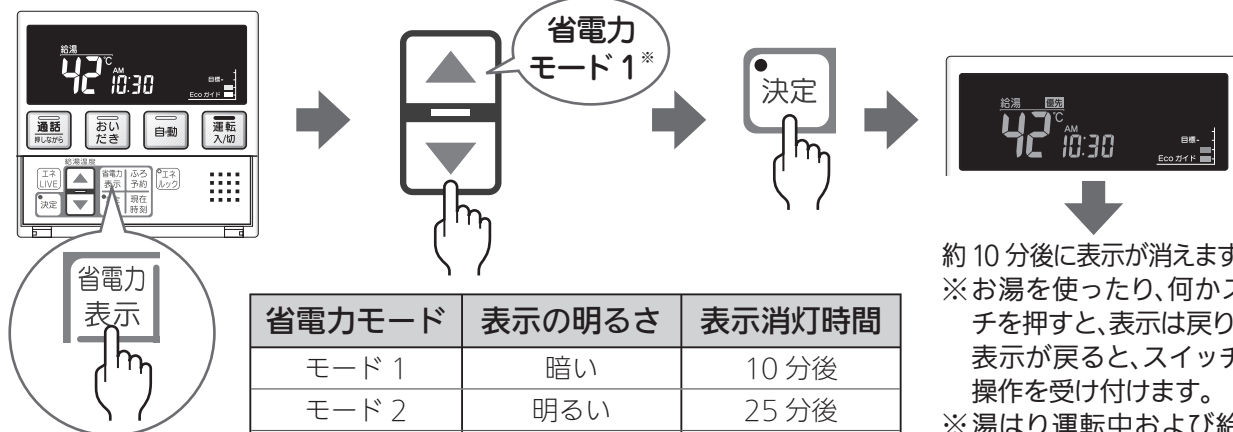 給湯
42℃
AM
10:30
目標-
Ecoガイド
通話
押しながら
おい
だき
自動
運転
入/切
給湯温度
エネ
LIVE
省電力
表示
ふろ
予約
エネ
ルック
決定
現在
時刻
省電力
表示
省電力
モード1※
決定
給湯 優先
42℃
AM
10:30
目標-
Ecoガイド
約10分後に表示が消えます
※お湯を使ったり、何かス
チを押すと、表示は戻り
表示が戻ると、スイッチ
操作を受け付けます。
※湯はり運転中および給
省電力モード 表示の明るさ 表示消灯時間
モード1 暗い 10分後
モード2 明るい 25分後